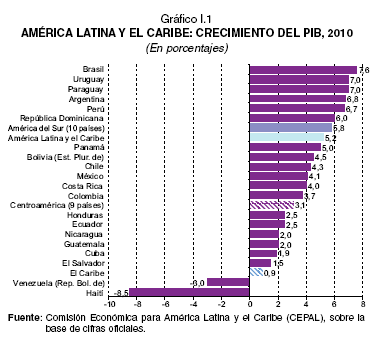 Gráfico I.1
AMÉRICA LATINA Y EL CARIBE: CRECIMIENTO DEL PIB, 2010
(En porcentajes)
Brasil 7,6
Uruguay 7,0
Paraguay 7,0
Argentina 6,8
Perú 6,7
República Dominicana 6,0
América del Sur (10 países) 5,8
América Latina y el Caribe 5,2
Panamá 5,0
Bolivia (Est. Plur. de) 4,5
Chile 4,3
México 4,1
Costa Rica 4,0
Colombia 3,7
Centroamérica (9 países) 3,1
Honduras 2,5
Ecuador 2,5
Nicaragua 2,0
Guatemala 2,0
Cuba 1,9
El Salvador 1,5
El Caribe 0,9
Venezuela (Rep. Bol. de) -3,0
Haití -8,5
-10 -8 -6 -4 -2 0 2 4 6 8
Fuente: Comisión Económica para América Latina y el Caribe (CEPAL), sobre la
base de cifras oficiales.